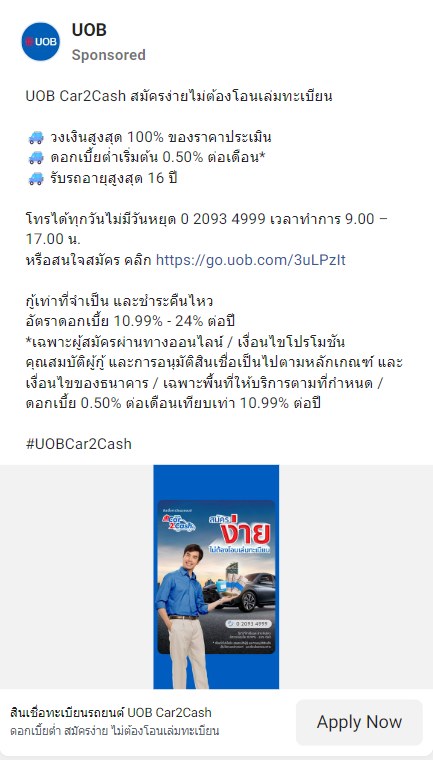 UOB
UOB
Sponsored
UOB Car2Cash สมัครง่ายไม่ต้องโอนเล่มทะเบียน
🚙 วงเงินสูงสุด 100% ของราคาประเมิน
🚙 ดอกเบี้ยต่ำเริ่มต้น 0.50% ต่อเดือน*
🚙 รับรถอายุสูงสุด 16 ปี
โทรได้ทุกวันไม่มีวันหยุด 0 2093 4999 เวลาทำการ 9.00 –
17.00 น.
หรือสนใจสมัคร คลิก https://go.uob.com/3uLPzIt
กู้เท่าที่จำเป็น และชำระคืนไหว
อัตราดอกเบี้ย 10.99% - 24% ต่อปี
*เฉพาะผู้สมัครผ่านทางออนไลน์ / เงื่อนไขโปรโมชัน
คุณสมบัติผู้กู้ และการอนุมัติสินเชื่อเป็นไปตามหลักเกณฑ์ และ
เงื่อนไขของธนาคาร / เฉพาะพื้นที่ให้บริการตามที่กำหนด /
ดอกเบี้ย 0.50% ต่อเดือนเทียบเท่า 10.99% ต่อปี
#UOBCar2Cash
Car
2Cash
สมัคร
ง่าย
ไม่ต้องโอนเล่มทะเบียน
0 2093 4999
สินเชื่อทะเบียนรถยนต์ UOB Car2Cash
ดอกเบี้ยต่ำ สมัครง่าย ไม่ต้องโอนเล่มทะเบียน
Apply Now